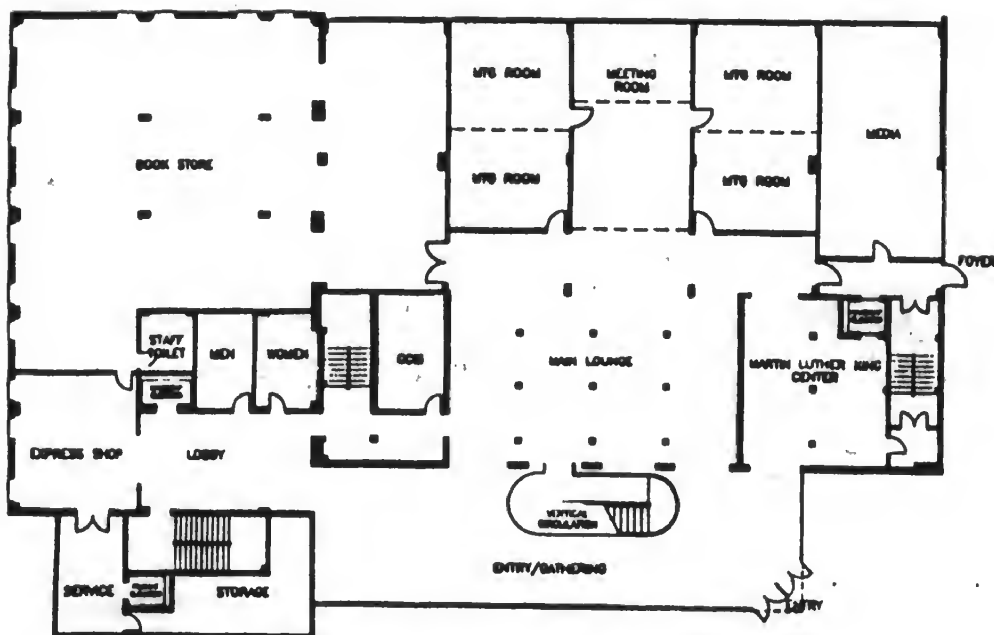 MTG ROOM
MEETING
ROOM
MTG ROOM
MEDIA
BOOK STORE
MTG ROOM
MTG ROOM
FOYER
STAFF
TOILET
MEN
WOMEN
MAIN LOUNGE
MARTIN LUTHER KING
CENTER
EXPRESS SHOP
LOBBY
VERTICAL
CIRCULATION
ENTRY/GATHERING
SERVICE
STORAGE
ENTRY